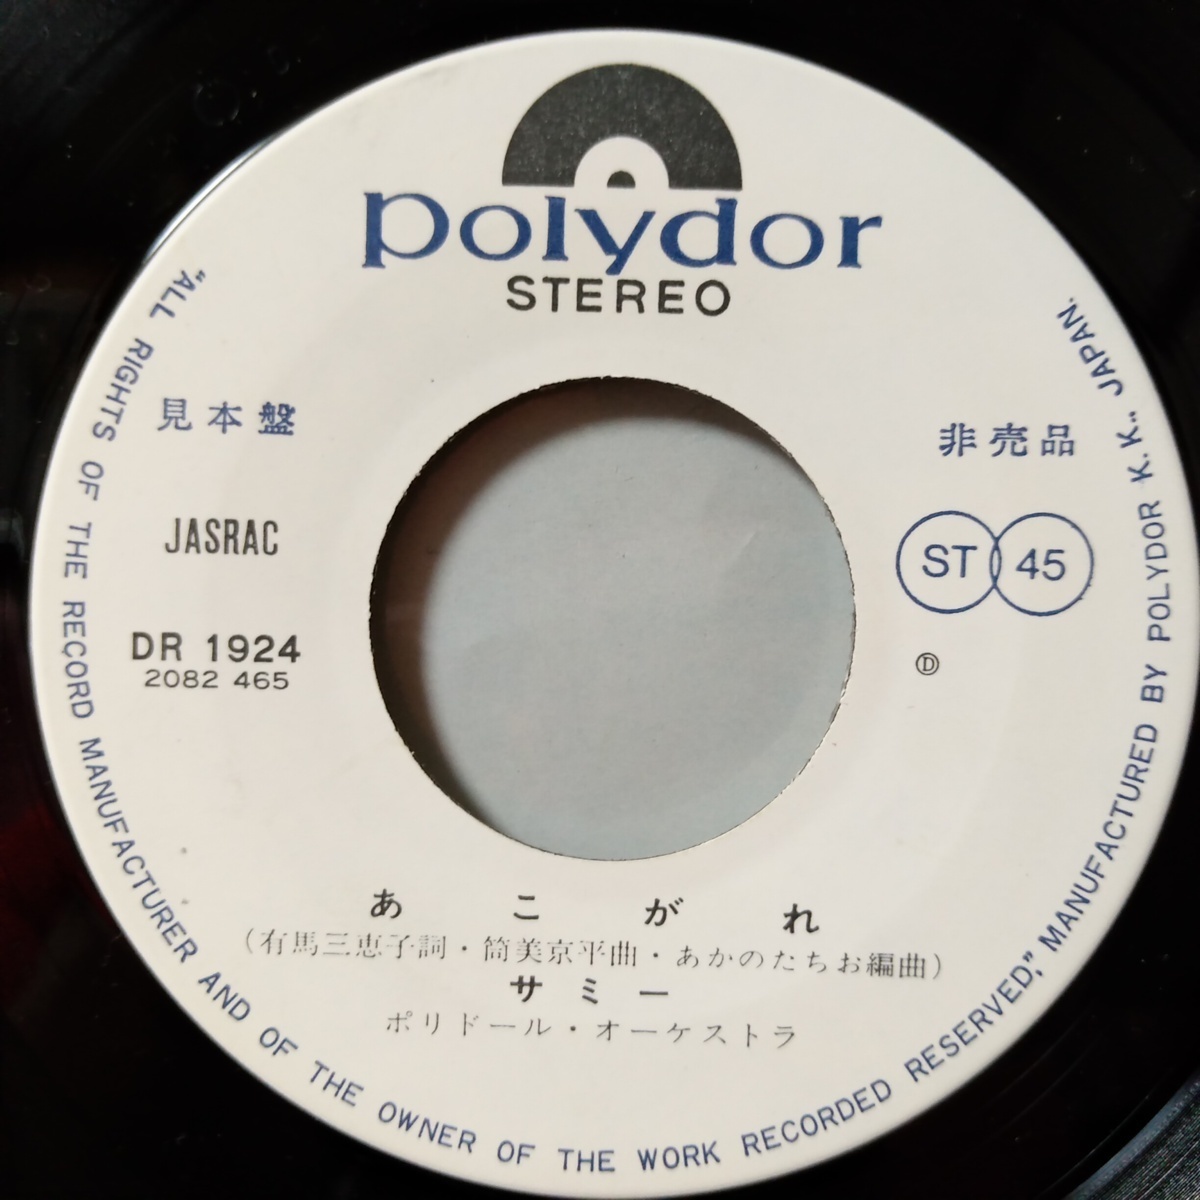 polydor
STEREO
見本盤
非売品
JASRAC
ST 45
DR 1924
2082 465
Ⓓ
あこがれ
(有馬三恵子詞・筒美京平曲・あかのたちお編曲)
サミー
ポリドール・オーケストラ
"ALL RIGHTS OF THE RECORD MANUFACTURER AND OF THE OWNER OF THE WORK RECORDED RESERVED," MANUFACTURED BY POLYDOR K.K., JAPAN.